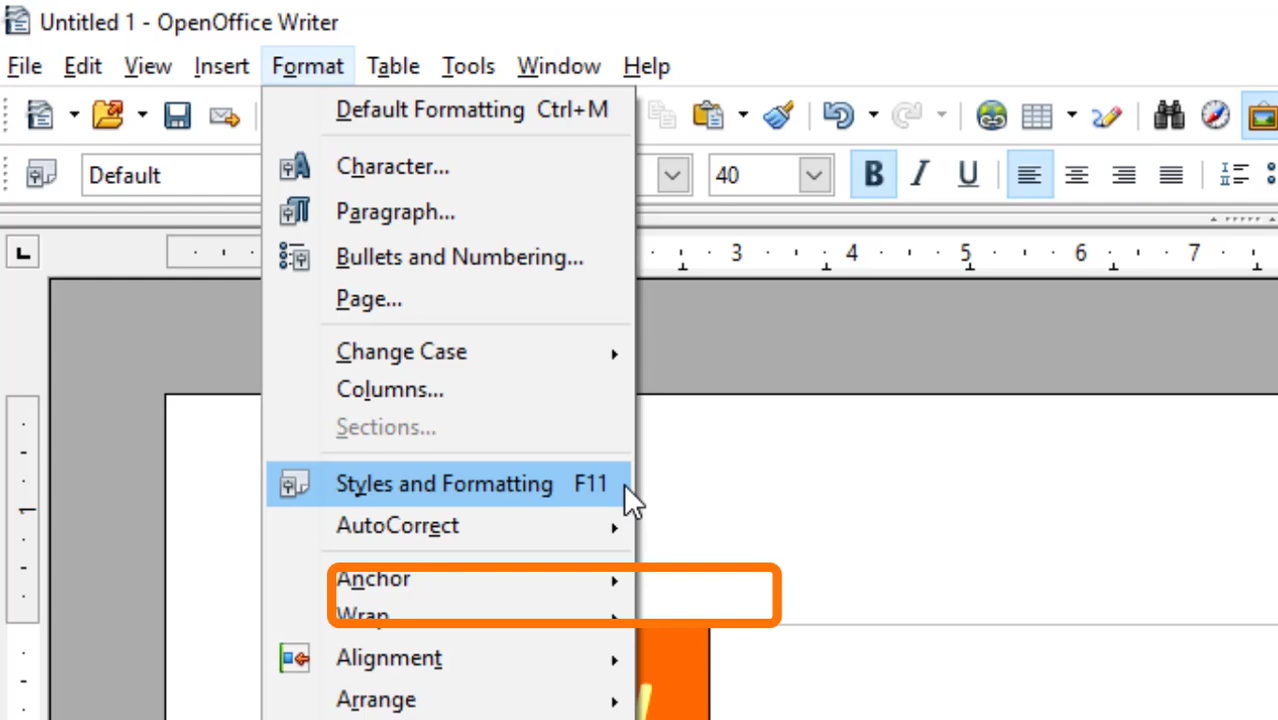 Untitled 1 - OpenOffice Writer
File Edit View Insert Format Table Tools Window Help
Default Formatting Ctrl+M
Default 40 B I U
Character...
Paragraph...
Bullets and Numbering...
3 4 5 6 7
Page...
Change Case
Columns...
Sections...
Styles and Formatting F11
1
AutoCorrect
Anchor
Wrap
Alignment
Arrange